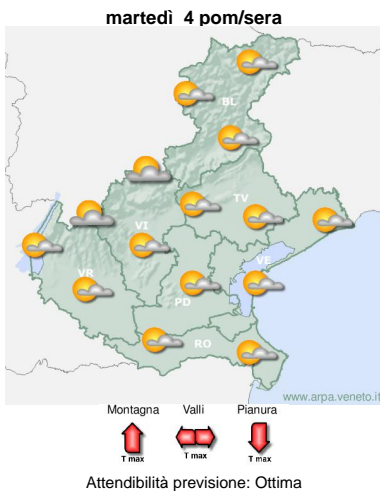 martedì 4 pom/sera
BL
TV
VI
VE
VR
PD
RO
www.arpa.veneto.it
Montagna Valli Pianura
T max T max T max
Attendibilità previsione: Ottima